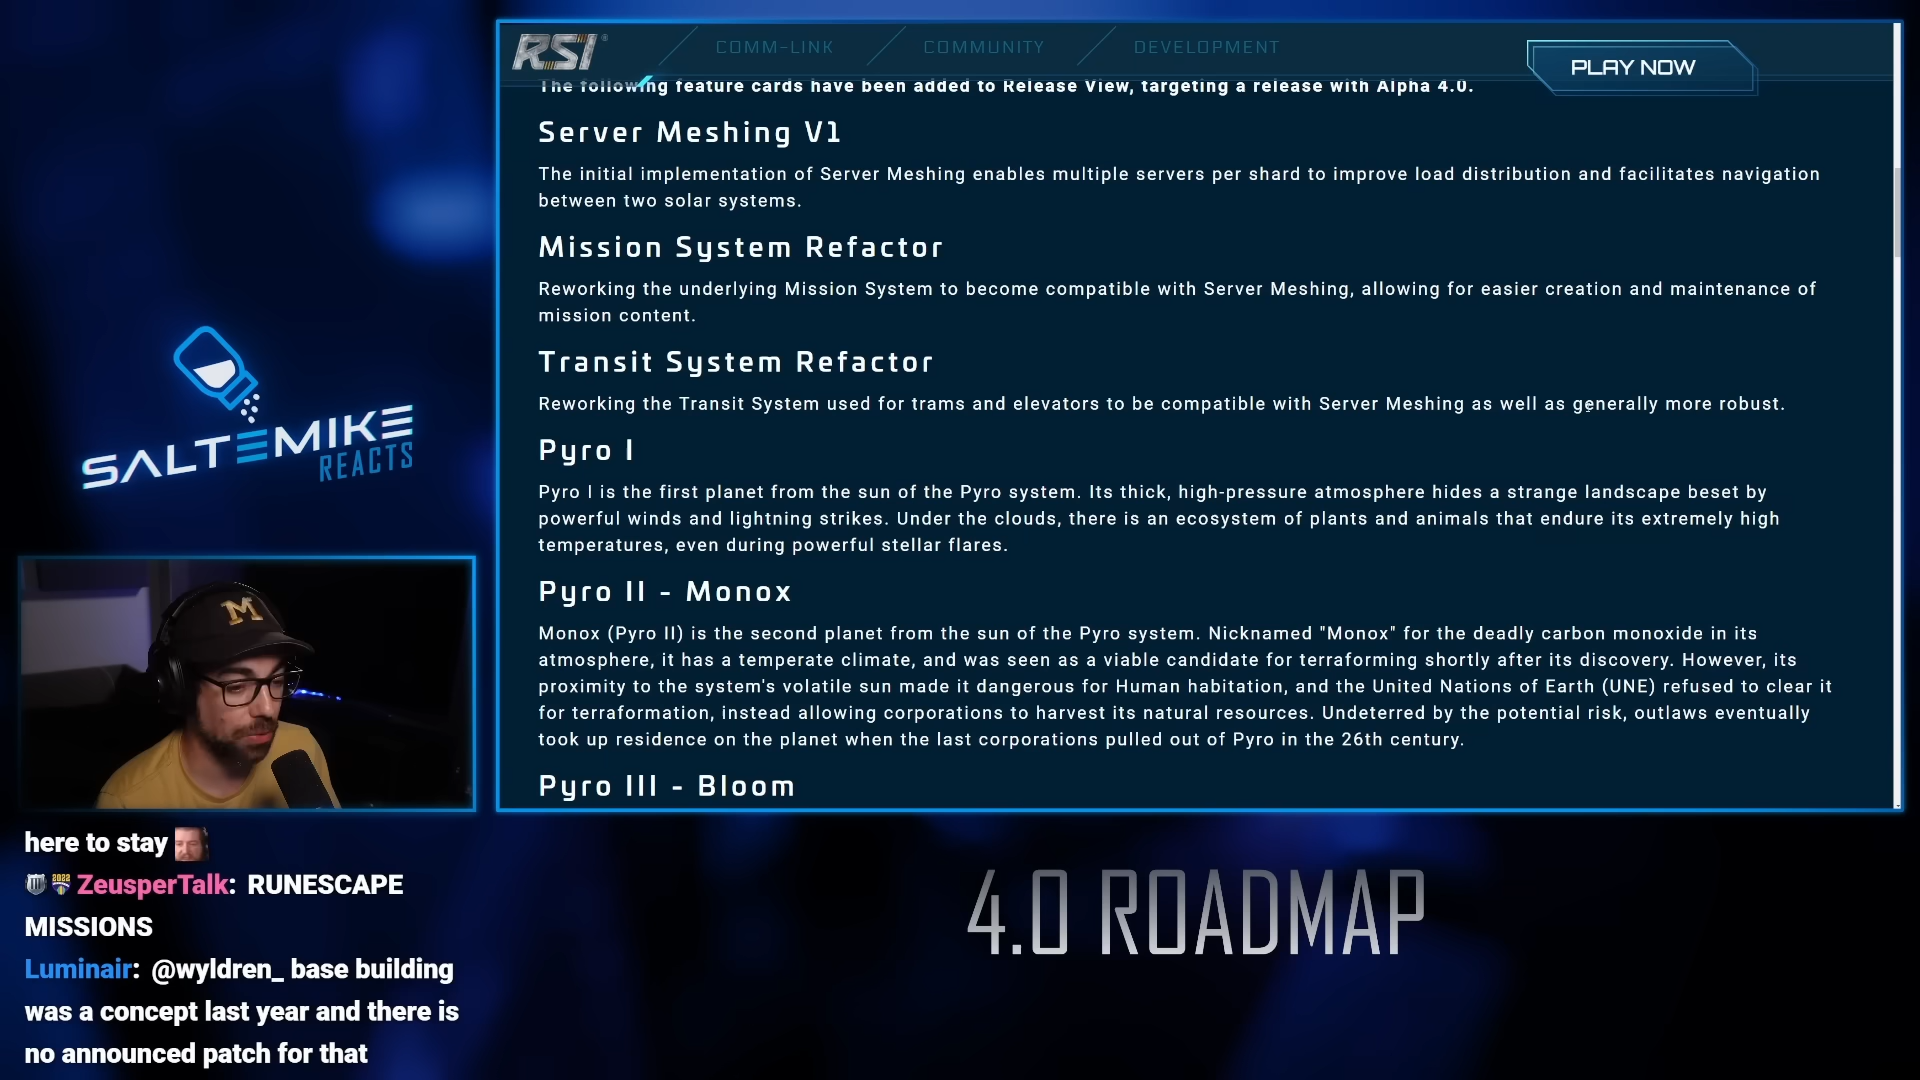 RSI
COMM-LINK
COMMUNITY
DEVELOPMENT
PLAY NOW
The following feature cards have been added to Release View, targeting a release with Alpha 4.0.
Server Meshing V1
The initial implementation of Server Meshing enables multiple servers per shard to improve load distribution and facilitates navigation
between two solar systems.
Mission System Refactor
Reworking the underlying Mission System to become compatible with Server Meshing, allowing for easier creation and maintenance of
mission content.
Transit System Refactor
Reworking the Transit System used for trams and elevators to be compatible with Server Meshing as well as generally more robust.
Pyro I
Pyro I is the first planet from the sun of the Pyro system. Its thick, high-pressure atmosphere hides a strange landscape beset by
powerful winds and lightning strikes. Under the clouds, there is an ecosystem of plants and animals that endure its extremely high
temperatures, even during powerful stellar flares.
Pyro II - Monox
Monox (Pyro II) is the second planet from the sun of the Pyro system. Nicknamed "Monox" for the deadly carbon monoxide in its
atmosphere, it has a temperate climate, and was seen as a viable candidate for terraforming shortly after its discovery. However, its
proximity to the system's volatile sun made it dangerous for Human habitation, and the United Nations of Earth (UNE) refused to clear it
for terraformation, instead allowing corporations to harvest its natural resources. Undeterred by the potential risk, outlaws eventually
took up residence on the planet when the last corporations pulled out of Pyro in the 26th century.
Pyro III - Bloom
SALTEMIKE
REACTS
M
here to stay
2022 ZeusperTalk: RUNESCAPE
MISSIONS
Luminair: @wyldren_ base building
was a concept last year and there is
no announced patch for that
4.0 ROADMAP